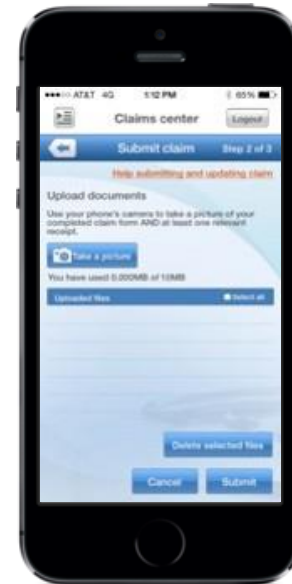 AT&T 4G 1:12 PM 65%
Claims center Logout
Submit claim Step 2 of 3
Help submitting and updating claim
Upload documents
Use your phone's camera to take a picture of your
completed claim form AND at least one relevant
receipt.
Take a picture
You have used 0.000MB of 10MB
Uploaded files Select all
Delete selected files
Cancel Submit